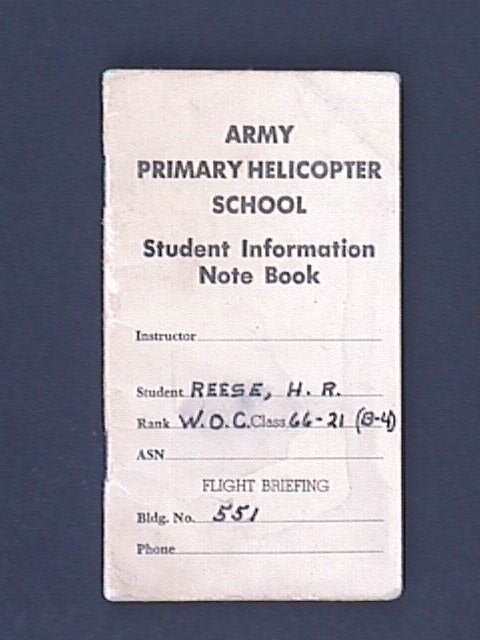 ARMY
PRIMARY HELICOPTER
SCHOOL
Student Information
Note Book
Instructor
Student REESE, H. R.
Rank W.O.C. Class 66-21 (B-4)
ASN
FLIGHT BRIEFING
Bldg. No. 551
Phone